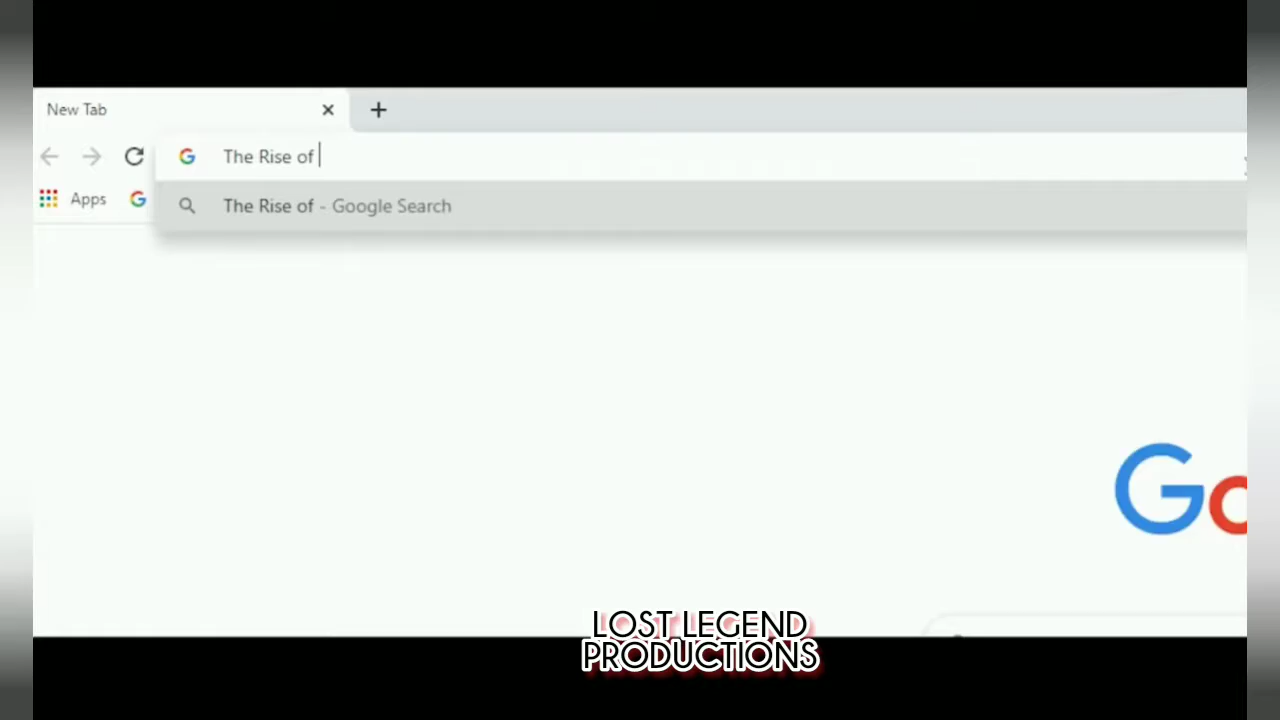 New Tab
The Rise of
Apps
The Rise of - Google Search
Go
LOST LEGEND
PRODUCTIONS